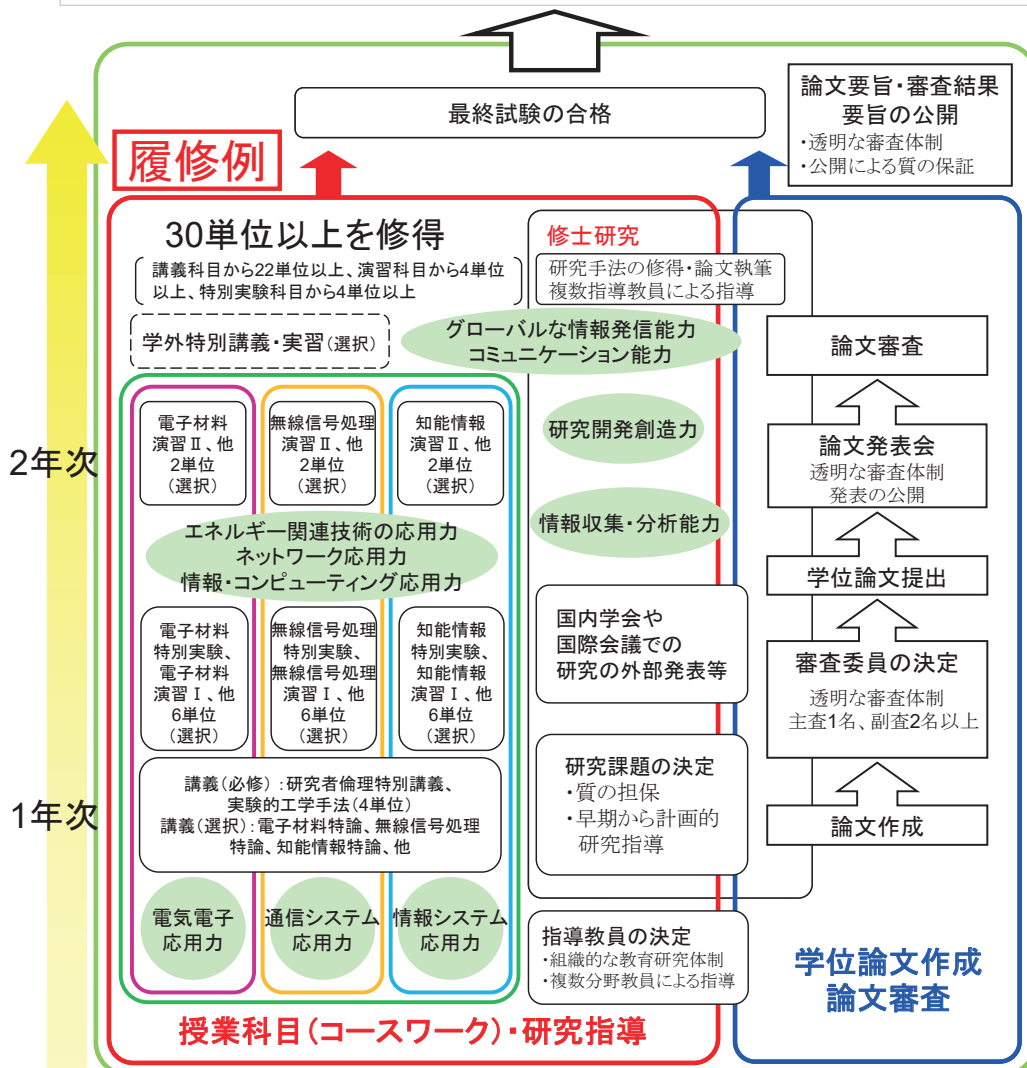 最終試験の合格
論文要旨・審査結果
要旨の公開
・透明な審査体制
・公開による質の保証
履修例
30単位以上を修得
講義科目から22単位以上、演習科目から4単位
以上、特別実験科目から4単位以上
学外特別講義・実習(選択)
修士研究
研究手法の修得・論文執筆
複数指導教員による指導
グローバルな情報発信能力
コミュニケーション能力
2年次
電子材料
演習Ⅱ、他
2単位
(選択)
無線信号処理
演習Ⅱ、他
2単位
(選択)
知能情報
演習Ⅱ、他
2単位
(選択)
研究開発創造力
情報収集・分析能力
エネルギー関連技術の応用力
ネットワーク応用力
情報・コンピューティング応用力
電子材料
特別実験、
電子材料
演習Ⅰ、他
6単位
(選択)
無線信号処理
特別実験、
無線信号処理
演習Ⅰ、他
6単位
(選択)
知能情報
特別実験、
知能情報
演習Ⅰ、他
6単位
(選択)
国内学会や
国際会議での
研究の外部発表等
1年次
講義(必修):研究者倫理特別講義、
実験的工学手法(4単位)
講義(選択):電子材料特論、無線信号処理
特論、知能情報特論、他
研究課題の決定
・質の担保
・早期から計画的
研究指導
電気電子
応用力
通信システム
応用力
情報システム
応用力
指導教員の決定
・組織的な教育研究体制
・複数分野教員による指導
授業科目(コースワーク)・研究指導
論文審査
論文発表会
透明な審査体制
発表の公開
学位論文提出
審査委員の決定
透明な審査体制
主査1名、副査2名以上
論文作成
学位論文作成
論文審査